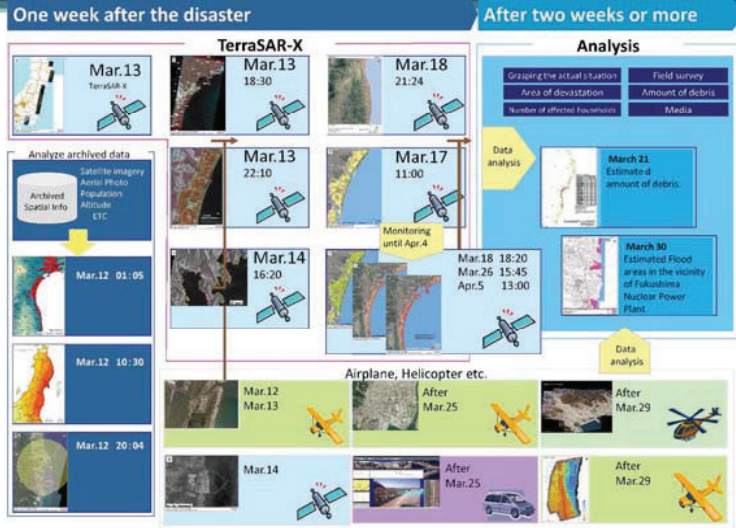 One week after the disaster
After two weeks or more
TerraSAR-X
Analysis
Mar.13
TerraSAR-X
Mar.13
18:30
Mar.18
21:24
Grasping the actual situation
Field survey
Area of devastation
Amount of debris
Number of affected households
Media
Analyze archived data
Archived
Spatial Info
Satellite imagery
Aerial Photo
Population
Altitude
ETC
Mar.13
22:10
Mar.17
11:00
Data
analysis
March 21
Estimated
amount of debris.
Monitoring
until Apr.4
Mar.14
16:20
Mar.18 18:20
Mar.26 15:45
Apr.5 13:00
March 30
Estimated Flood
areas in the vicinity
of Fukushima
Nuclear Power
Plant
Mar.12 01:05
Mar.12 10:30
Mar.12 20:04
Data
analysis
Airplane, Helicopter etc.
Mar.12
Mar.13
After
Mar.25
After
Mar.29
Mar.14
After
Mar.25
After
Mar.29